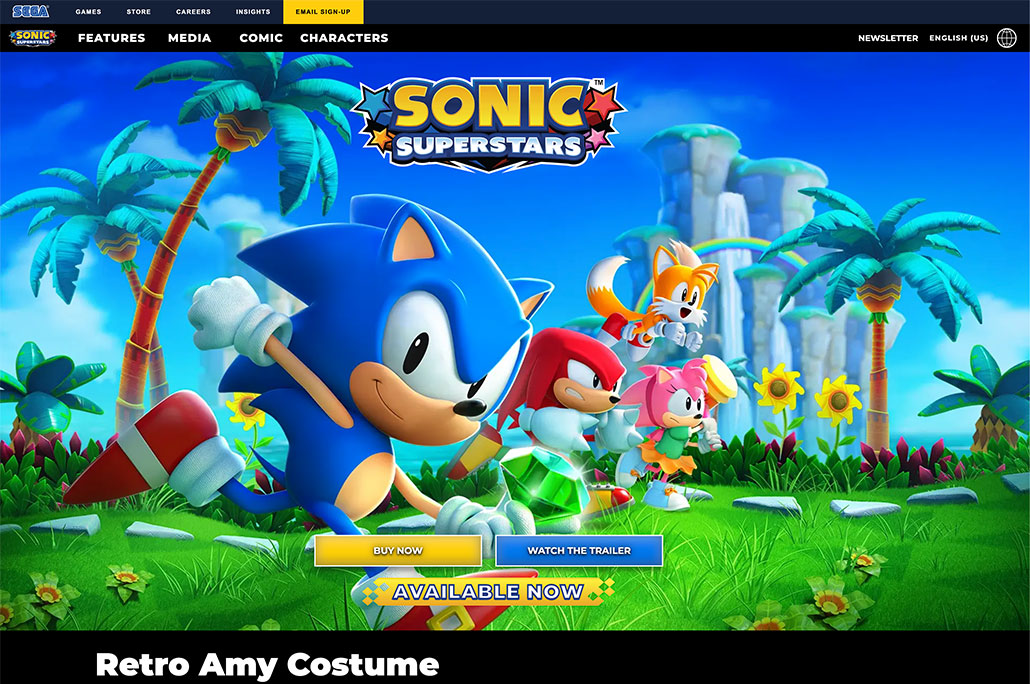 SEGA GAMES STORE CAREERS INSIGHTS EMAIL SIGN-UP
SONIC SUPERSTARS FEATURES MEDIA COMIC CHARACTERS NEWSLETTER ENGLISH (US)
SONIC™
SUPERSTARS
BUY NOW WATCH THE TRAILER
AVAILABLE NOW
Retro Amy Costume